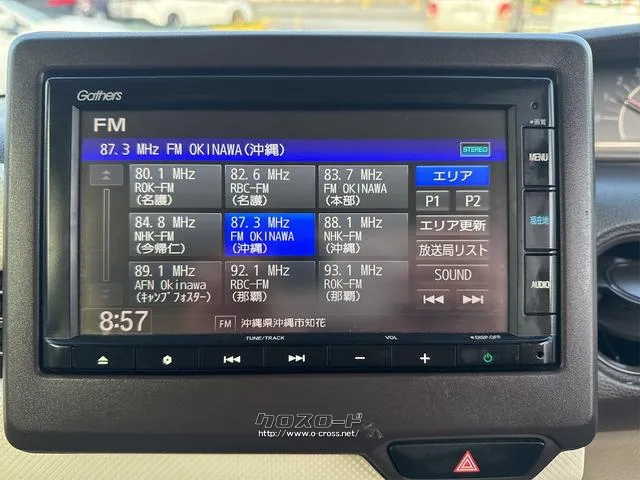 Gathers
FM
87.3 MHz FM OKINAWA(沖縄)
STEREO
80.1 MHz
ROK-FM
(名護)
82.6 MHz
RBC-FM
(名護)
83.7 MHz
FM OKINAWA
(本部)
エリア
P1
P2
84.8 MHz
NHK-FM
(今帰仁)
87.3 MHz
FM OKINAWA
(沖縄)
88.1 MHz
NHK-FM
(沖縄)
エリア更新
放送局リスト
89.1 MHz
AFN Okinawa
(キャンプ フォスター)
92.1 MHz
RBC-FM
(那覇)
93.1 MHz
ROK-FM
(那覇)
SOUND
8:57
FM 沖縄県沖縄市知花
画質
MENU
現在地
AUDIO
TUNE/TRACK
VOL
DISP OFF
クロスロード
http://www.o-cross.net/